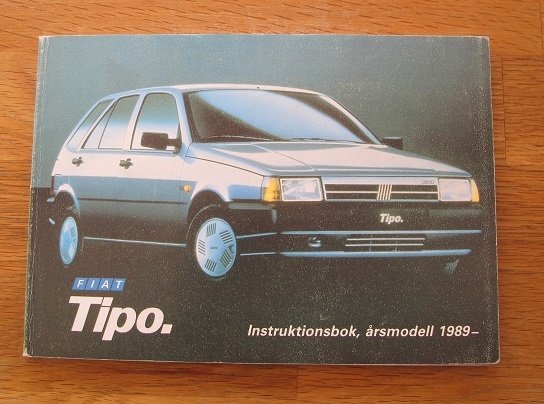 Tipo.
FIAT
Tipo.
Instruktionsbok, årsmodell 1989–